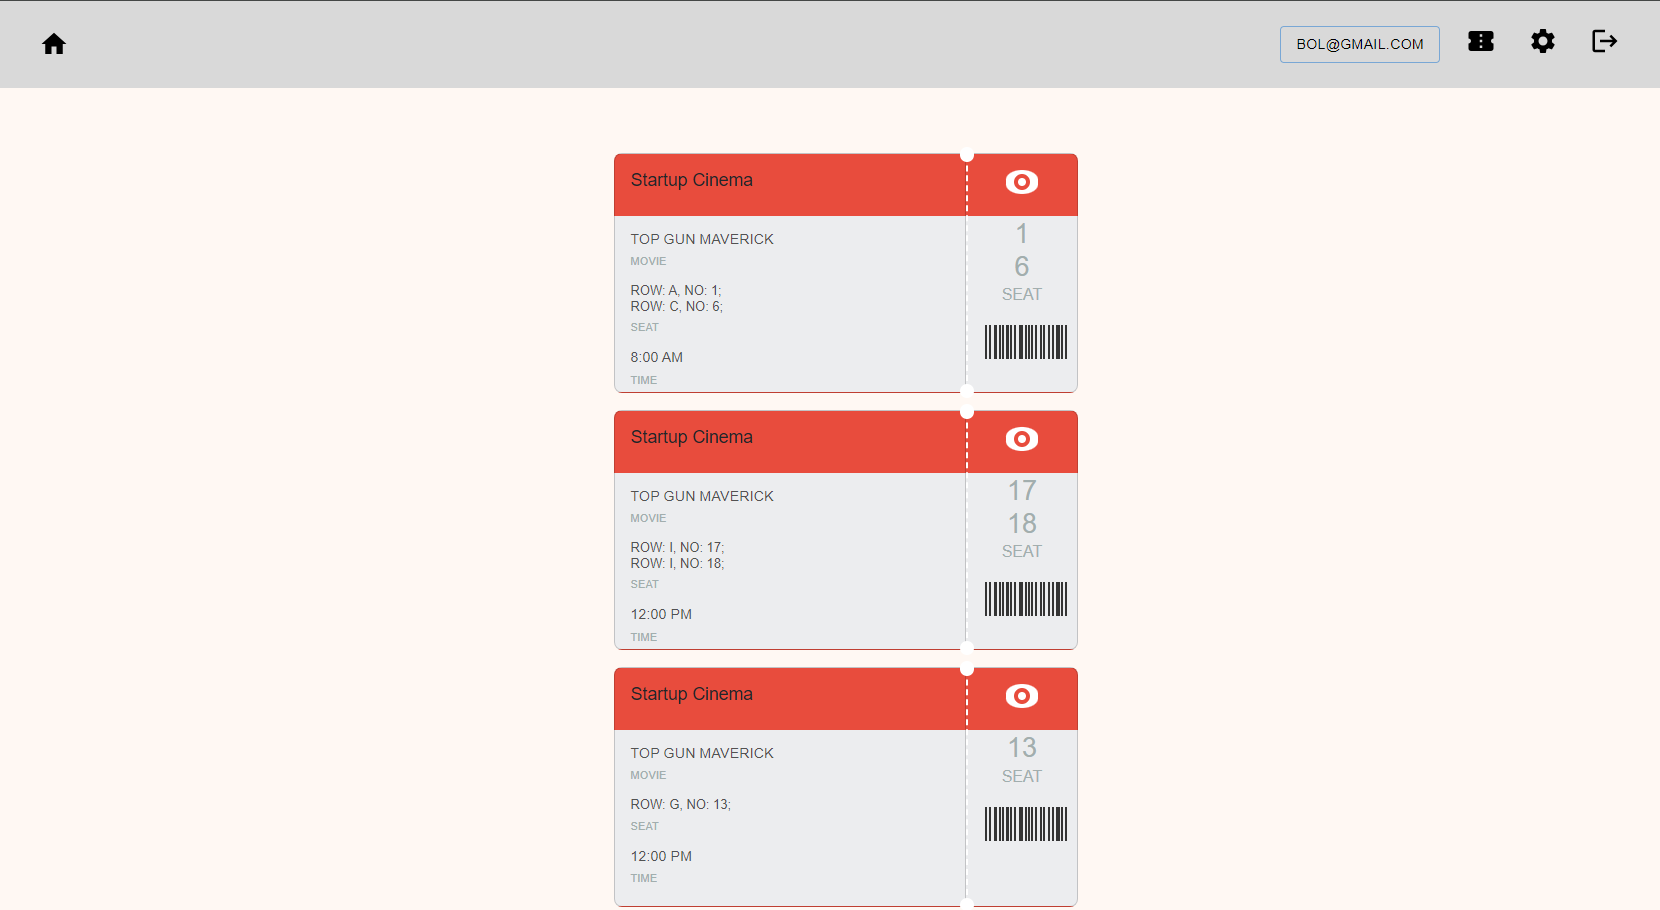 BOL@GMAIL.COM
Startup Cinema
TOP GUN MAVERICK
MOVIE
ROW: A, NO: 1;
ROW: C, NO: 6;
SEAT
8:00 AM
TIME
1
6
SEAT
Startup Cinema
TOP GUN MAVERICK
MOVIE
ROW: I, NO: 17;
ROW: I, NO: 18;
SEAT
12:00 PM
TIME
17
18
SEAT
Startup Cinema
TOP GUN MAVERICK
MOVIE
ROW: G, NO: 13;
SEAT
12:00 PM
TIME
13
SEAT